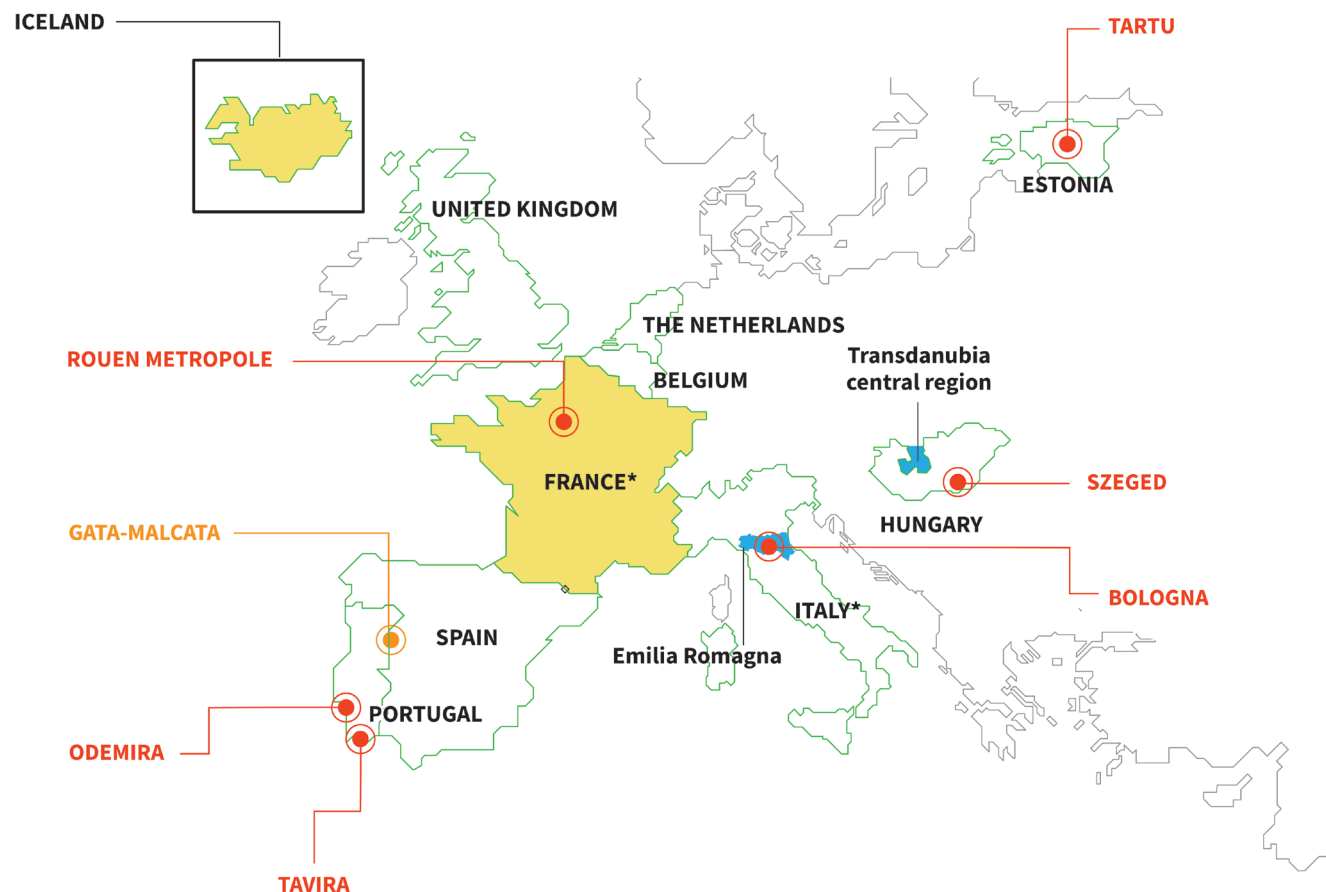 ICELAND
TARTU
ESTONIA
UNITED KINGDOM
THE NETHERLANDS
ROUEN METROPOLE
Transdanubia
central region
BELGIUM
FRANCE*
SZEGED
HUNGARY
GATA-MALCATA
BOLOGNA
ITALY*
SPAIN
Emilia Romagna
PORTUGAL
ODEMIRA
TAVIRA